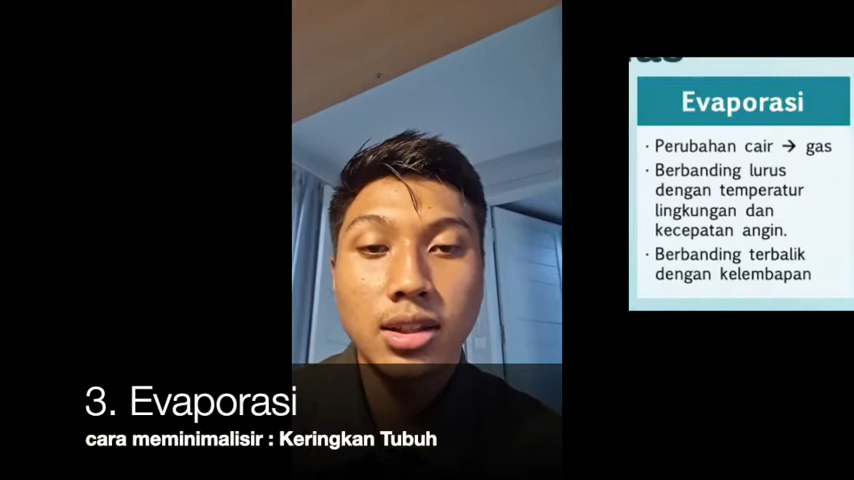 Evaporasi
· Perubahan cair → gas
· Berbanding lurus
dengan temperatur
lingkungan dan
kecepatan angin.
· Berbanding terbalik
dengan kelembapan
3. Evaporasi
cara meminimalisir : Keringkan Tubuh